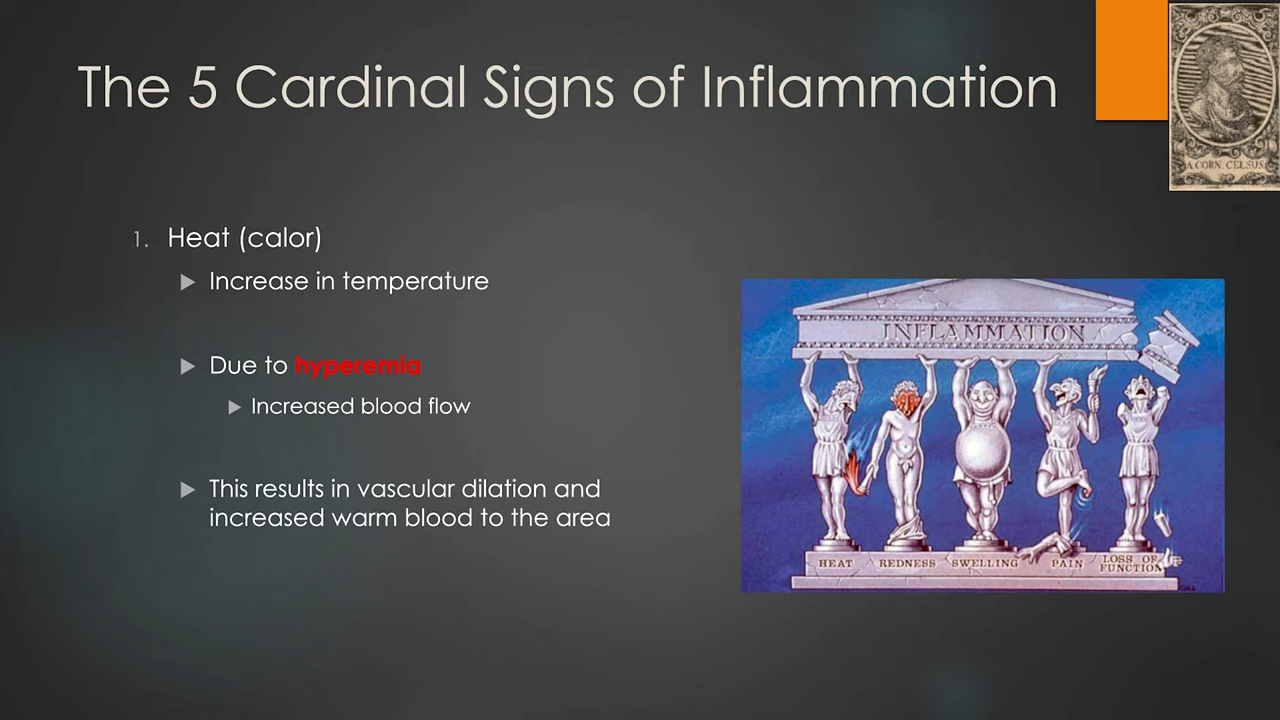 The 5 Cardinal Signs of Inflammation
A CORN CELSUS
1. Heat (calor)
Increase in temperature
Due to hyperemia
Increased blood flow
This results in vascular dilation and
increased warm blood to the area
INFLAMMATION
HEAT REDNESS SWELLING PAIN LOSS OF
FUNCTION